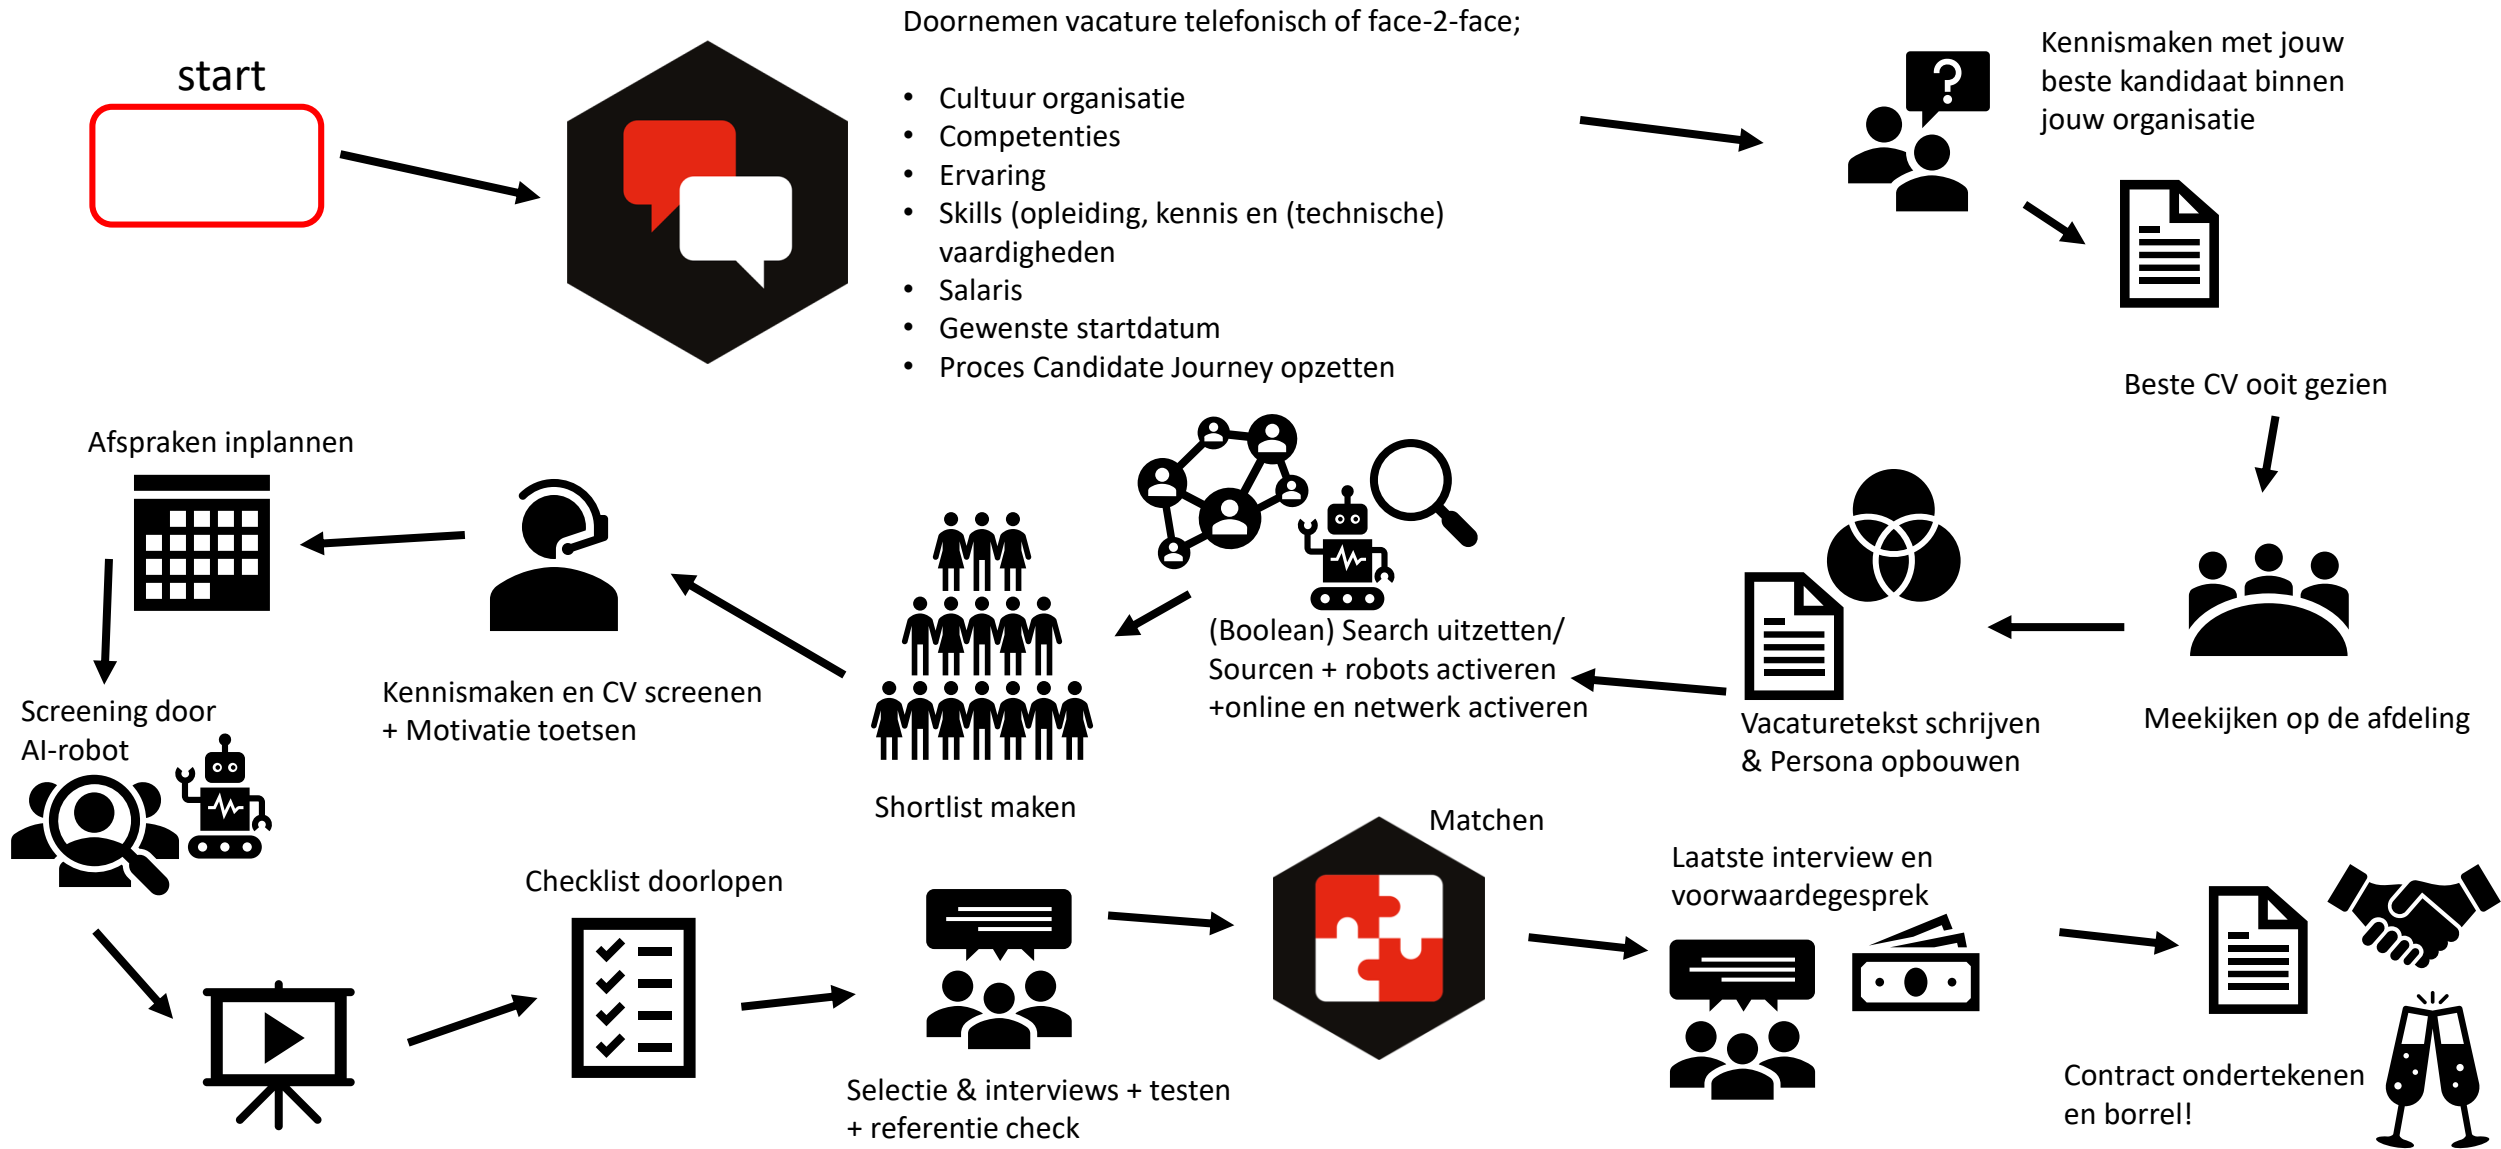 start
Doornemen vacature telefonisch of face-2-face;
• Cultuur organisatie
• Competenties
• Ervaring
• Skills (opleiding, kennis en (technische)
vaardigheden
• Salaris
• Gewenste startdatum
• Proces Candidate Journey opzetten
Kennismaken met jouw
beste kandidaat binnen
jouw organisatie
?
Beste CV ooit gezien
Meekijken op de afdeling
Vacaturetekst schrijven
& Persona opbouwen
(Boolean) Search uitzetten/
Sourcen + robots activeren
+online en netwerk activeren
Shortlist maken
Kennismaken en CV screenen
+ Motivatie toetsen
Afspraken inplannen
Screening door
AI-robot
Checklist doorlopen
Selectie & interviews + testen
+ referentie check
Matchen
Laatste interview en
voorwaardegesprek
Contract ondertekenen
en borrel!